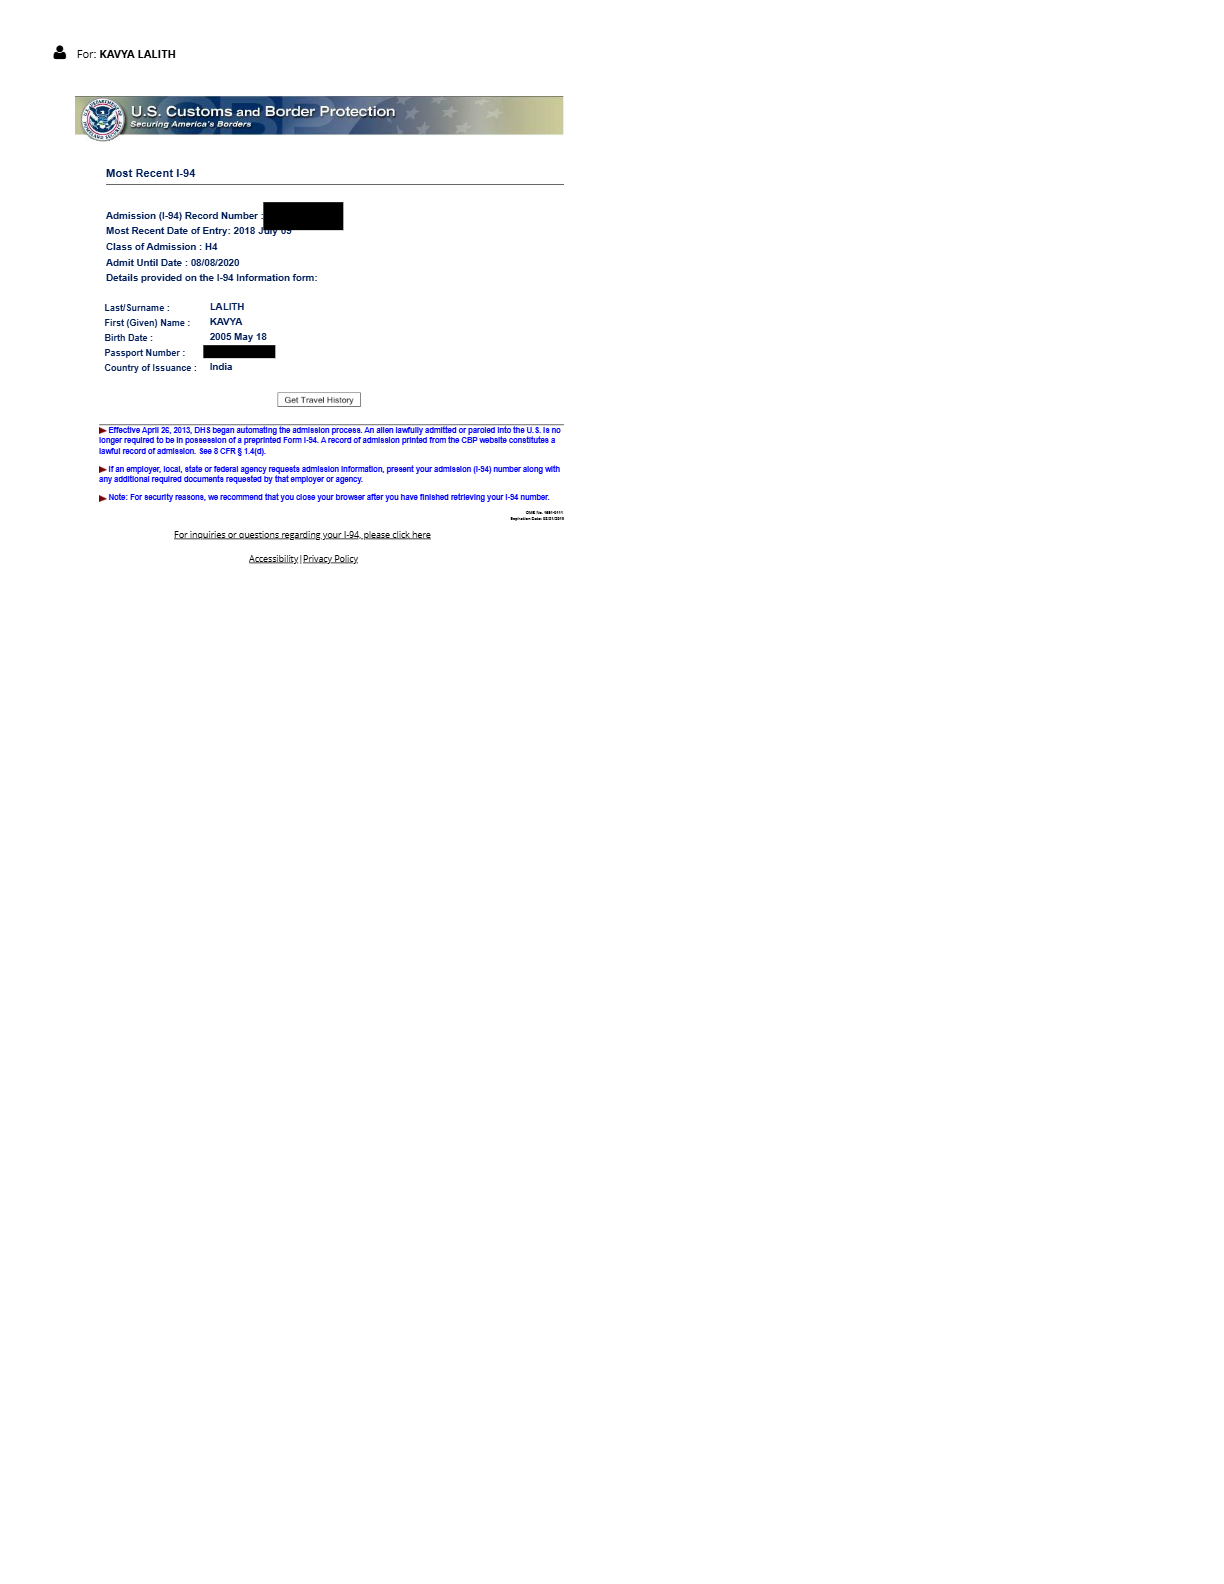 For: KAVYA LALITH
U.S. Customs and Border Protection
Securing America's Borders
Most Recent I-94
Admission (I-94) Record Number :
Most Recent Date of Entry: 2018 July 09
Class of Admission : H4
Admit Until Date : 08/08/2020
Details provided on the I-94 Information form:
Last/Surname : LALITH
First (Given) Name : KAVYA
Birth Date : 2005 May 18
Passport Number :
Country of Issuance : India
Get Travel History
Effective April 26, 2013, DHS began automating the admission process. An alien lawfully admitted or paroled into the U.S. is no
longer required to be in possession of a preprinted Form I-94. A record of admission printed from the CBP website constitutes a
lawful record of admission. See 8 CFR § 1.4(d).
If an employer, local, state or federal agency requests admission information, present your admission (I-94) number along with
any additional required documents requested by that employer or agency.
Note: For security reasons, we recommend that you close your browser after you have finished retrieving your I-94 number.
OMB No. 1651-0111
Expiration Date:
For inquiries or questions regarding your I-94, please click here
Accessibility | Privacy Policy